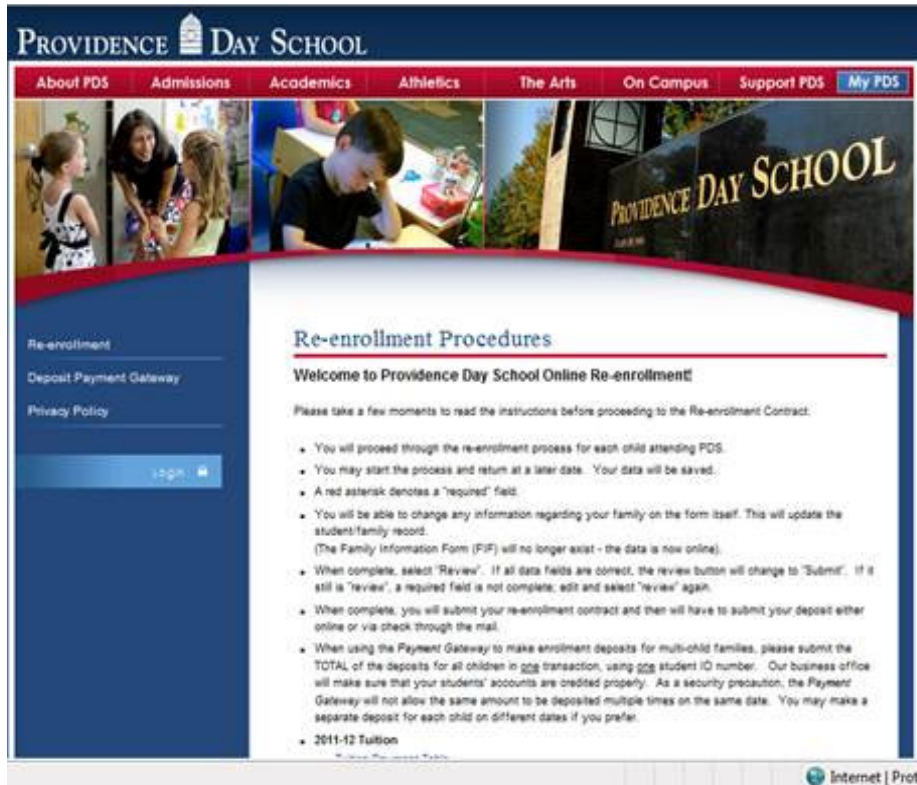 PROVIDENCE DAY SCHOOL
About PDS Admissions Academics Athletics The Arts On Campus Support PDS My PDS
PROVIDENCE DAY SCHOOL
Re-enrollment
Deposit Payment Gateway
Privacy Policy
Login
Re-enrollment Procedures
Welcome to Providence Day School Online Re-enrollment!
Please take a few moments to read the instructions before proceeding to the Re-enrollment Contract.
• You will proceed through the re-enrollment process for each child attending PDS.
• You may start the process and return at a later date. Your data will be saved.
• A red asterisk denotes a "required" field.
• You will be able to change any information regarding your family on the form itself. This will update the
student/family record.
(The Family Information Form (FIF) will no longer exist - the data is now online).
• When complete, select "Review". If all data fields are correct, the review button will change to "Submit". If it
still is "review", a required field is not complete; edit and select "review" again.
• When complete, you will submit your re-enrollment contract and then will have to submit your deposit either
online or via check through the mail.
• When using the Payment Gateway to make enrollment deposits for multi-child families, please submit the
TOTAL of the deposits for all children in one transaction, using one student ID number. Our business office
will make sure that your students' accounts are credited properly. As a security precaution, the Payment
Gateway will not allow the same amount to be deposited multiple times on the same date. You may make a
separate deposit for each child on different dates if you prefer.
• 2011-12 Tuition
Tuition Payment Table
Internet | Prot